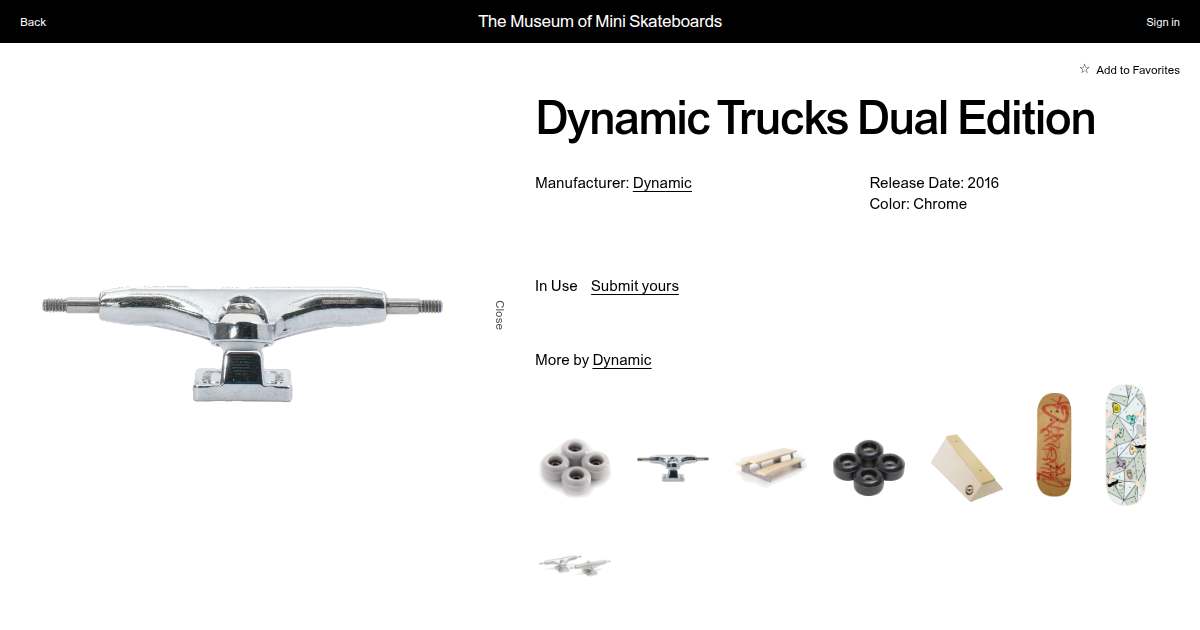 Back
The Museum of Mini Skateboards
Sign in
☆ Add to Favorites
Dynamic Trucks Dual Edition
Manufacturer: Dynamic
Release Date: 2016
Color: Chrome
In Use Submit yours
Close
More by Dynamic